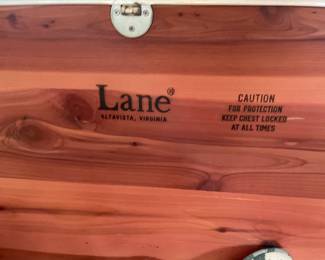 Lane®
ALTAVISTA, VIRGINIA
CAUTION
FOR PROTECTION
KEEP CHEST LOCKED
AT ALL TIMES